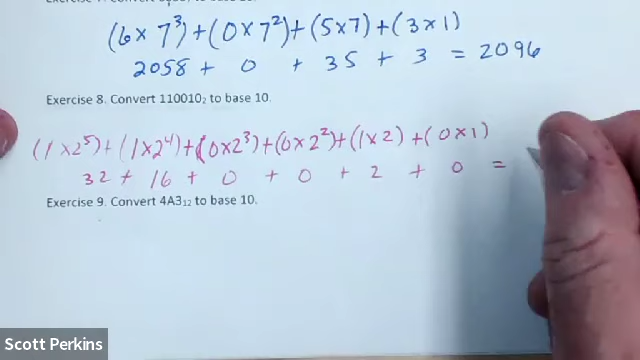 (6 x 7³) + (0 x 7²) + (5 x 7) + (3 x 1)
2058 + 0 + 35 + 3 = 2096
Exercise 8. Convert 110010₂ to base 10.
(1 x 2⁵) + (1 x 2⁴) + (0 x 2³) + (0 x 2²) + (1 x 2) + (0 x 1)
32 + 16 + 0 + 0 + 2 + 0 =
Exercise 9. Convert 4A3₁₂ to base 10.
Scott Perkins